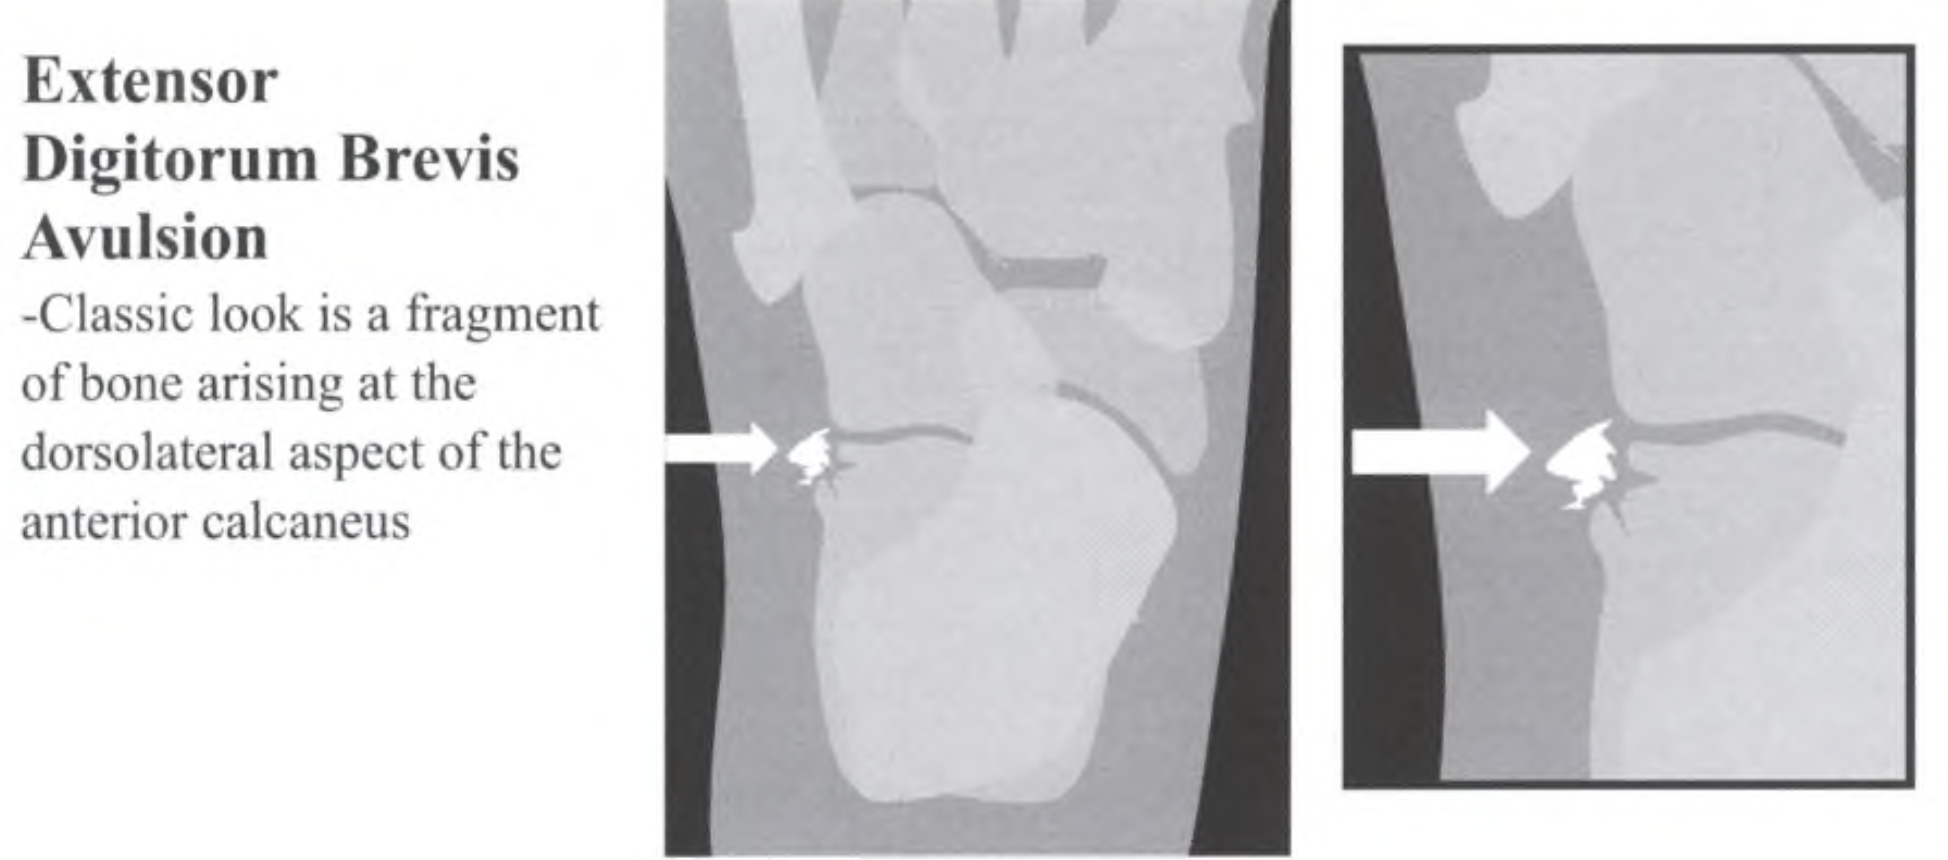 Extensor
Digitorum Brevis
Avulsion
-Classic look is a fragment
of bone arising at the
dorsolateral aspect of the
anterior calcaneus